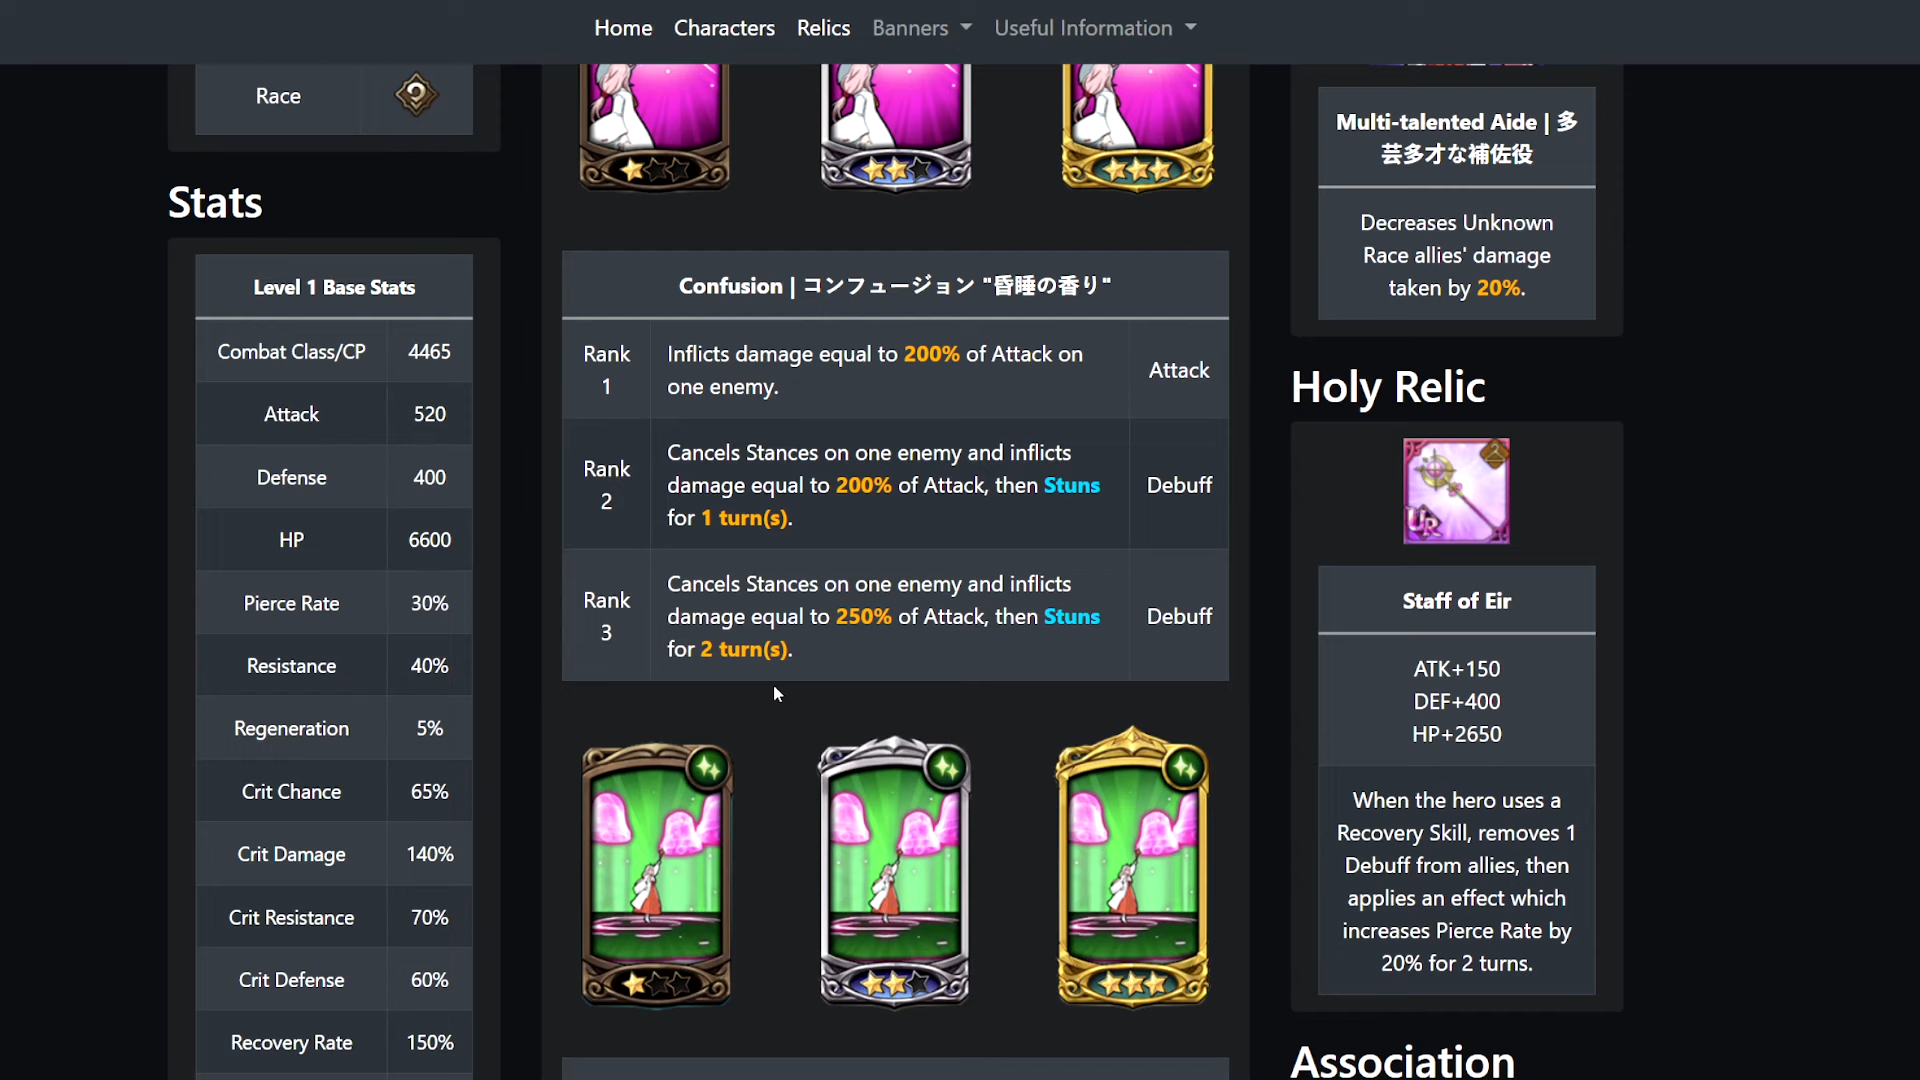 Home Characters Relics Banners Useful Information
Race
Stats
Level 1 Base Stats
Combat Class/CP 4465
Attack 520
Defense 400
HP 6600
Pierce Rate 30%
Resistance 40%
Regeneration 5%
Crit Chance 65%
Crit Damage 140%
Crit Resistance 70%
Crit Defense 60%
Recovery Rate 150%
Confusion | コンフュージョン "昏睡の香り"
Rank
1
Inflicts damage equal to 200% of Attack on
one enemy.
Attack
Rank
2
Cancels Stances on one enemy and inflicts
damage equal to 200% of Attack, then Stuns
for 1 turn(s).
Debuff
Rank
3
Cancels Stances on one enemy and inflicts
damage equal to 250% of Attack, then Stuns
for 2 turn(s).
Debuff
Multi-talented Aide | 多
芸多才な補佐役
Decreases Unknown
Race allies' damage
taken by 20%.
Holy Relic
UR
Staff of Eir
ATK+150
DEF+400
HP+2650
When the hero uses a
Recovery Skill, removes 1
Debuff from allies, then
applies an effect which
increases Pierce Rate by
20% for 2 turns.
Association